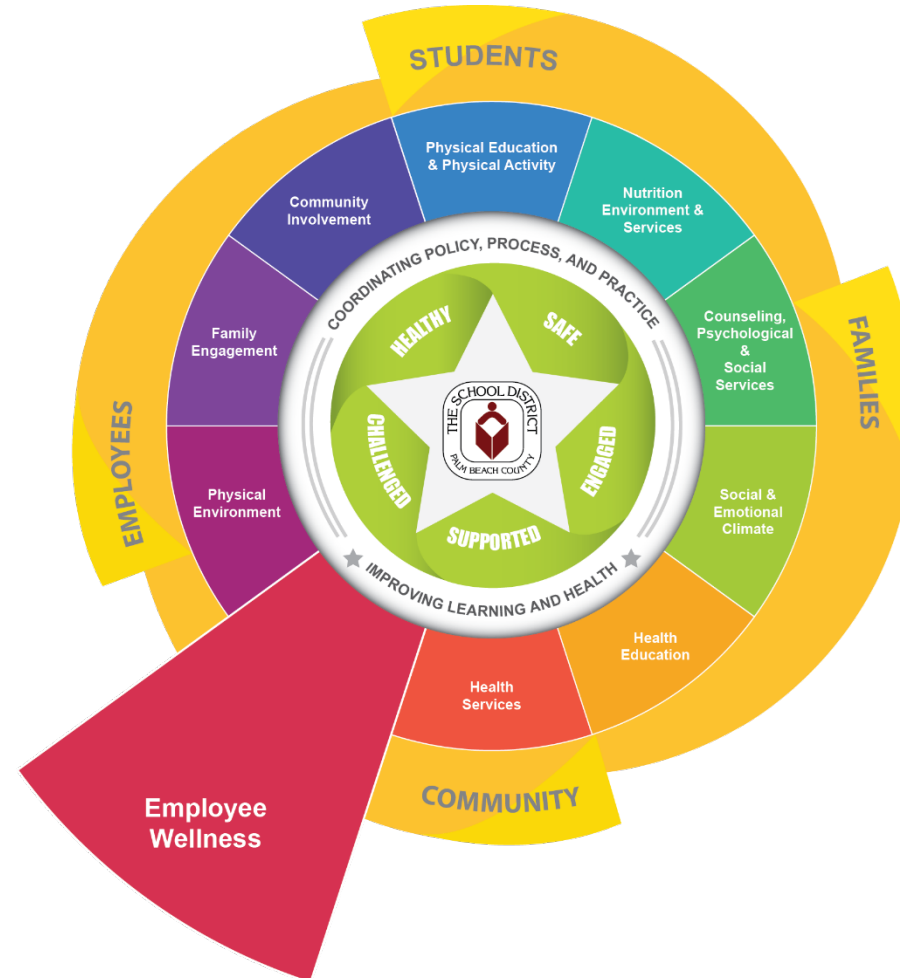 STUDENTS
FAMILIES
COMMUNITY
EMPLOYEES
Physical Education
& Physical Activity
Nutrition
Environment &
Services
Counseling,
Psychological
&
Social
Services
Social &
Emotional
Climate
Health
Education
Health
Services
Employee
Wellness
Physical
Environment
Family
Engagement
Community
Involvement
COORDINATING POLICY, PROCESS, AND PRACTICE
IMPROVING LEARNING AND HEALTH
HEALTHY
SAFE
ENGAGED
SUPPORTED
CHALLENGED
THE SCHOOL DISTRICT
PALM BEACH COUNTY